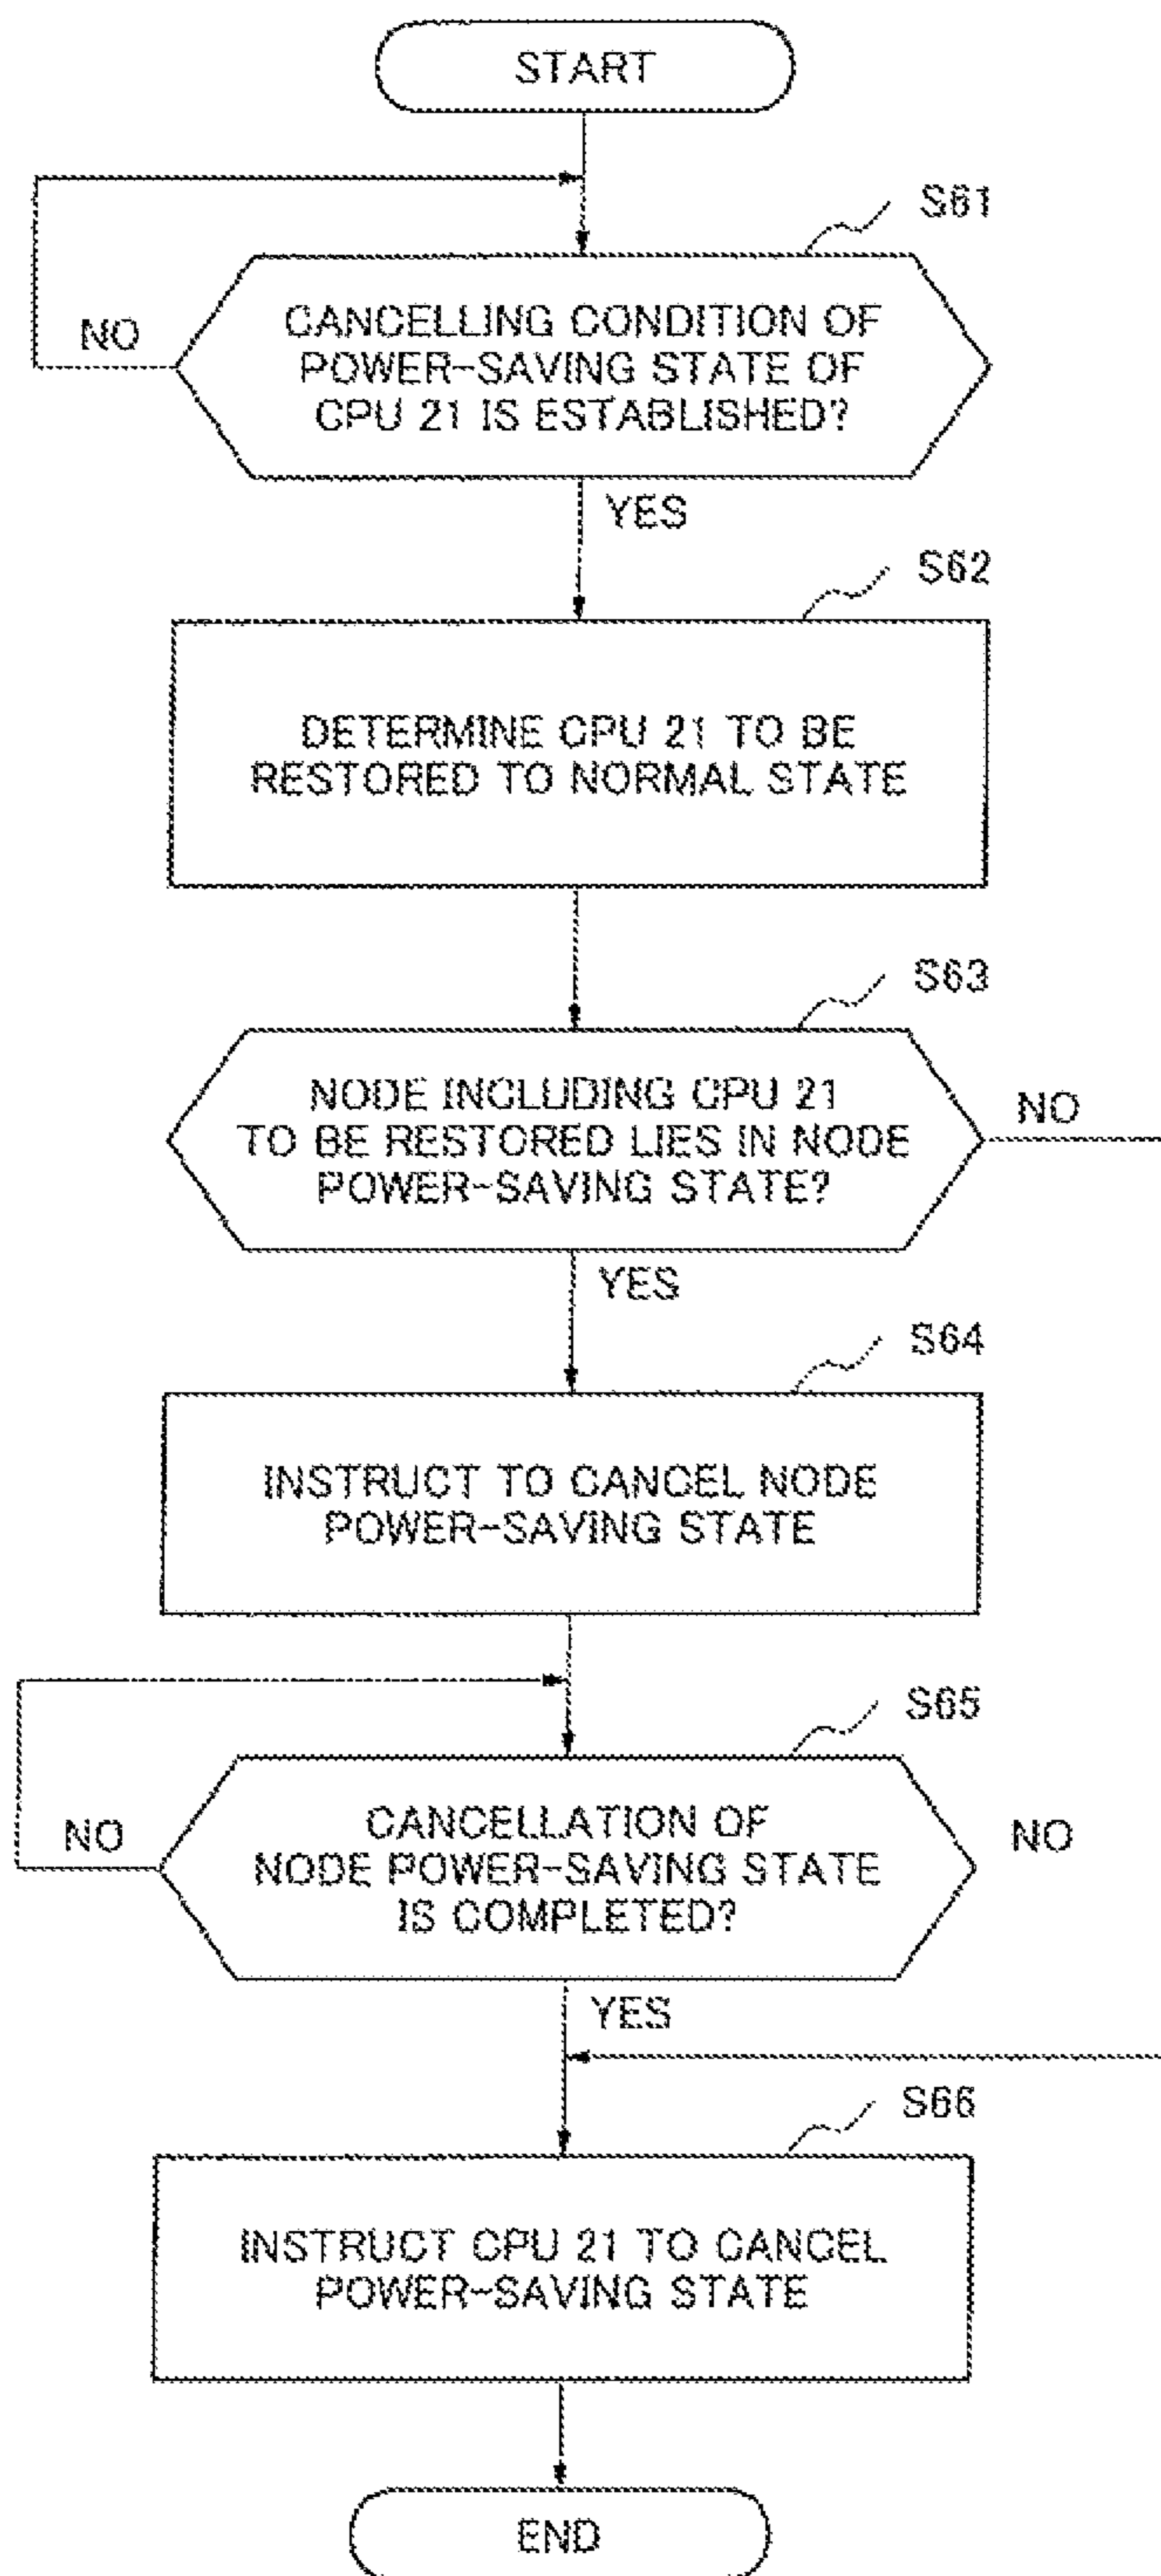 START
S61
CANCELLING CONDITION OF
POWER-SAVING STATE OF
CPU 21 IS ESTABLISHED?
NO
YES
S62
DETERMINE CPU 21 TO BE
RESTORED TO NORMAL STATE
S63
NODE INCLUDING CPU 21
TO BE RESTORED LIES IN NODE
POWER-SAVING STATE?
NO
YES
S64
INSTRUCT TO CANCEL NODE
POWER-SAVING STATE
S65
CANCELLATION OF
NODE POWER-SAVING STATE
IS COMPLETED?
NO
NO
YES
S66
INSTRUCT CPU 21 TO CANCEL
POWER-SAVING STATE
END